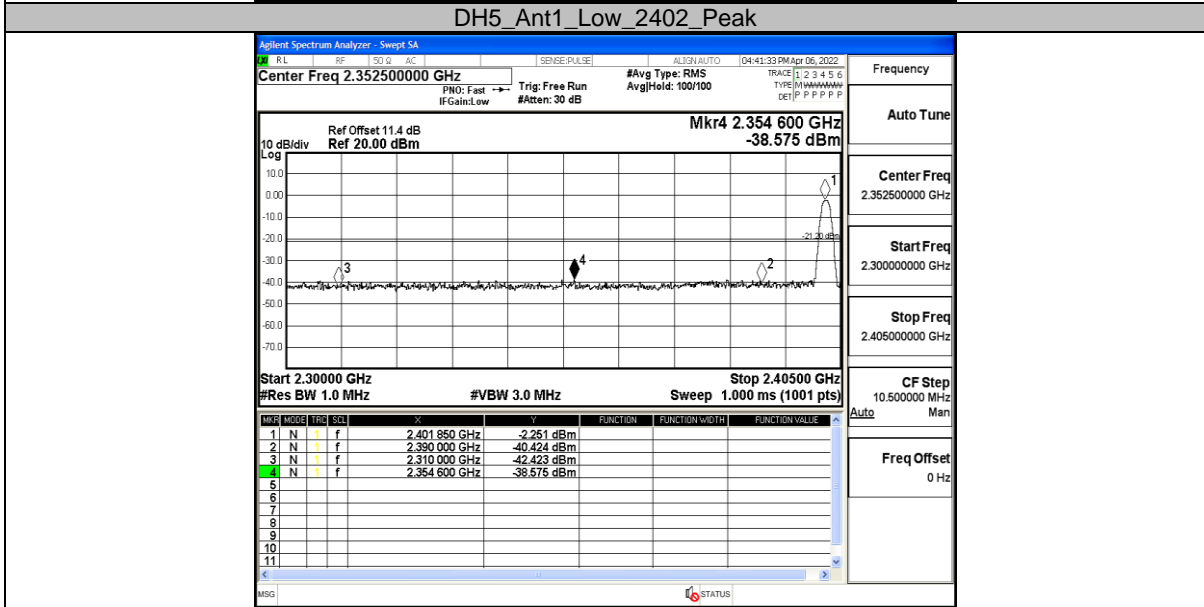 DH5_Ant1_Low_2402_Peak
Agilent Spectrum Analyzer - Swept SA
RL RF 50 Ω AC SENSE:PULSE ALIGN AUTO 04:41:33 PM Apr 06, 2022
Center Freq 2.352500000 GHz
#Avg Type: RMS
TRACE 1 2 3 4 5 6
PNO: Fast
Trig: Free Run
Avg|Hold: 100/100
TYPE MWWWWW
IFGain:Low
#Atten: 30 dB
DET P P P P P P
Mkr4 2.354 600 GHz
-38.575 dBm
Ref Offset 11.4 dB
10 dB/div Ref 20.00 dBm
Log
10.0
0.00
-10.0
-20.0
-30.0
-40.0
-50.0
-60.0
-70.0
1
-21.20 dBm
3
4
2
Start 2.30000 GHz Stop 2.40500 GHz
#Res BW 1.0 MHz #VBW 3.0 MHz Sweep 1.000 ms (1001 pts)
MKR MODE TRC SCL X Y FUNCTION FUNCTION WIDTH FUNCTION VALUE
1 N 1 f 2.401 850 GHz -2.251 dBm
2 N 1 f 2.390 000 GHz -40.424 dBm
3 N 1 f 2.310 000 GHz -42.423 dBm
4 N 1 f 2.354 600 GHz -38.575 dBm
5
6
7
8
9
10
11
MSG STATUS
Frequency
Auto Tune
Center Freq
2.352500000 GHz
Start Freq
2.300000000 GHz
Stop Freq
2.405000000 GHz
CF Step
10.500000 MHz
Auto Man
Freq Offset
0 Hz